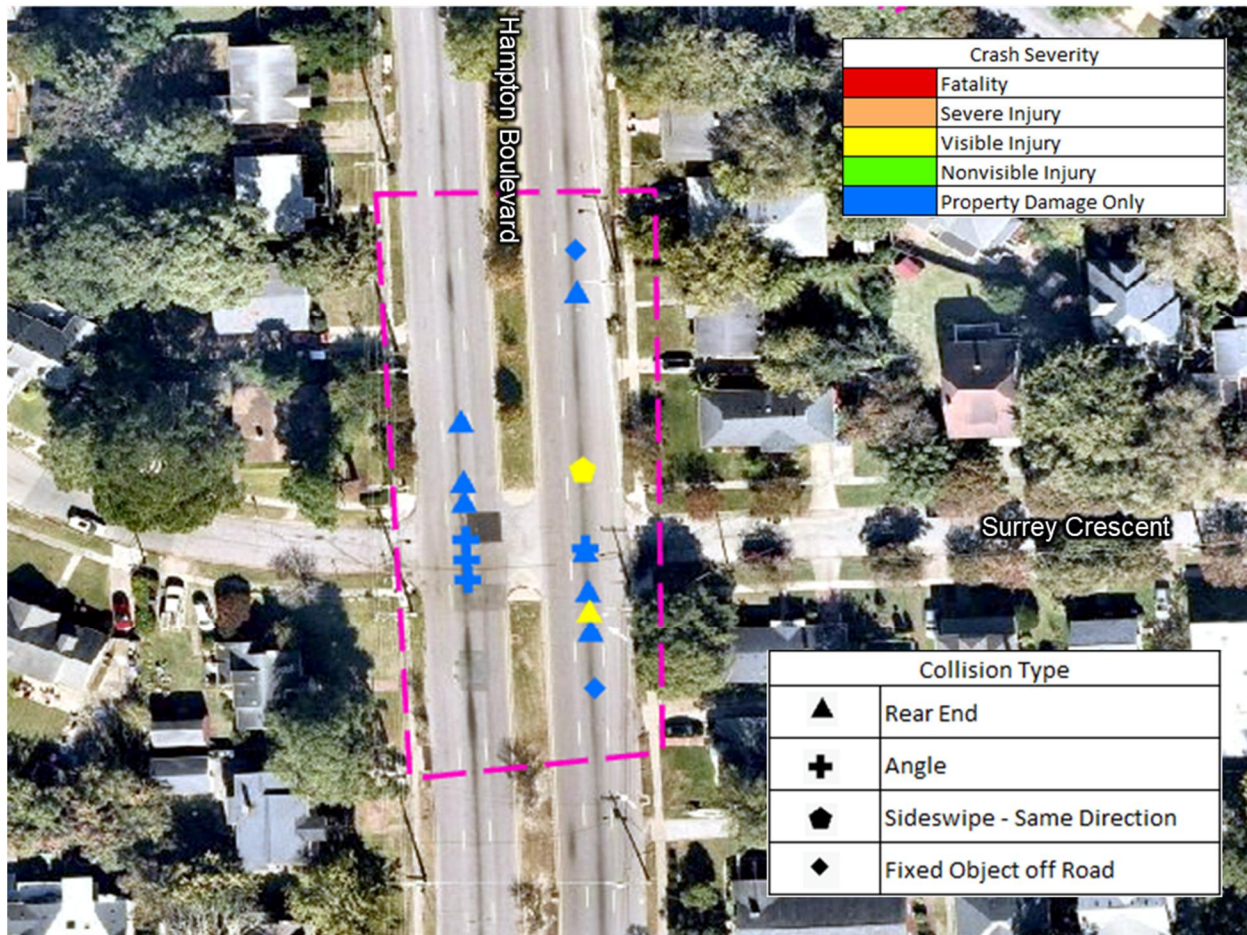 Hampton Boulevard
Crash Severity
Fatality
Severe Injury
Visible Injury
Nonvisible Injury
Property Damage Only
Surrey Crescent
Collision Type
Rear End
Angle
Sideswipe - Same Direction
Fixed Object off Road